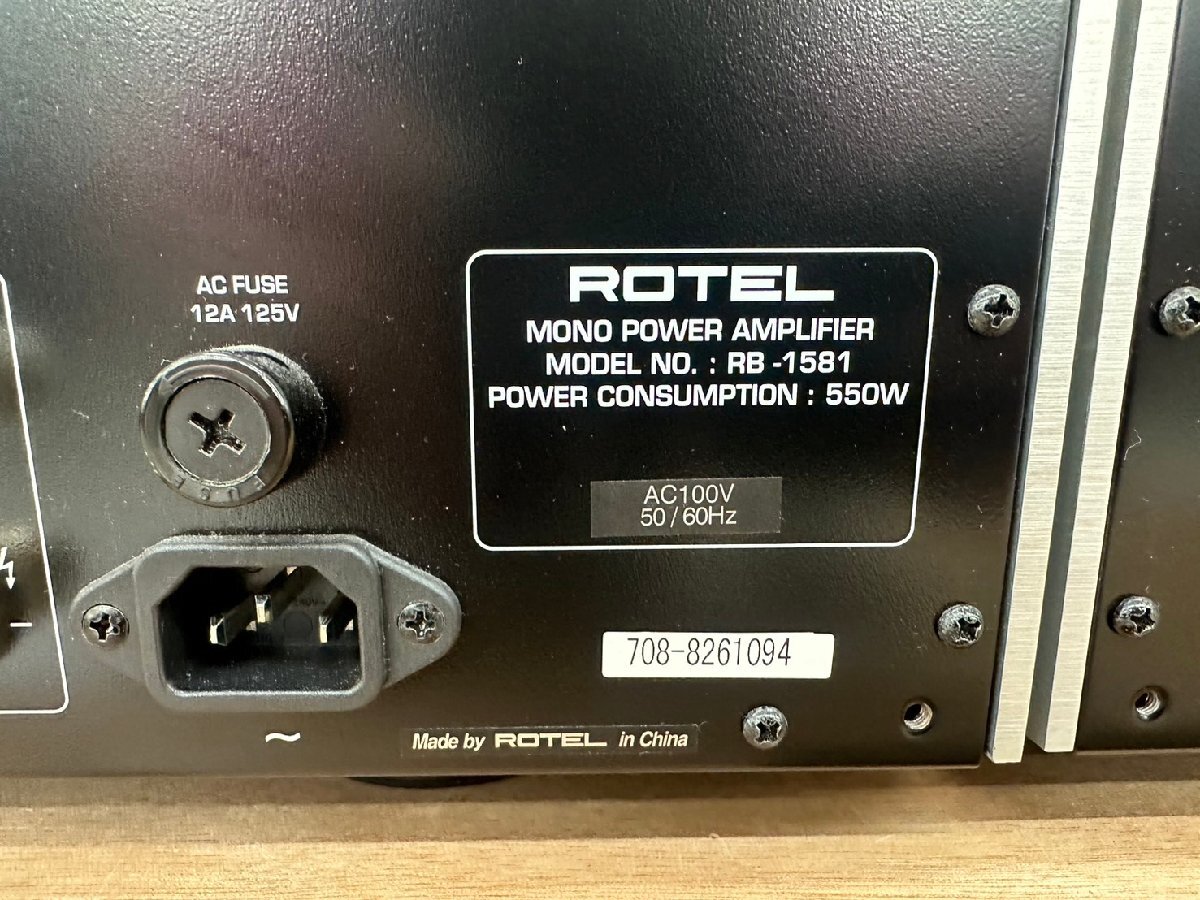 AC FUSE
12A 125V
FUSE
ROTEL
MONO POWER AMPLIFIER
MODEL NO. : RB -1581
POWER CONSUMPTION : 550W
AC100V
50 / 60Hz
708-8261094
~
Made by ROTEL in China